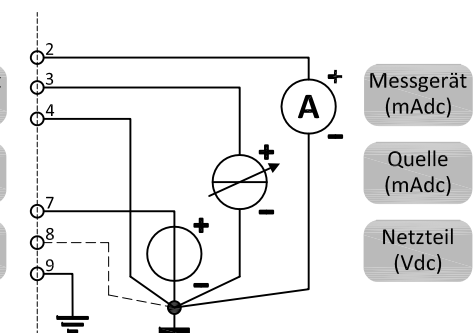 2
3
4
7
8
9
+
A
−
+
−
+
−
Messgerät
(mAdc)
Quelle
(mAdc)
Netzteil
(Vdc)